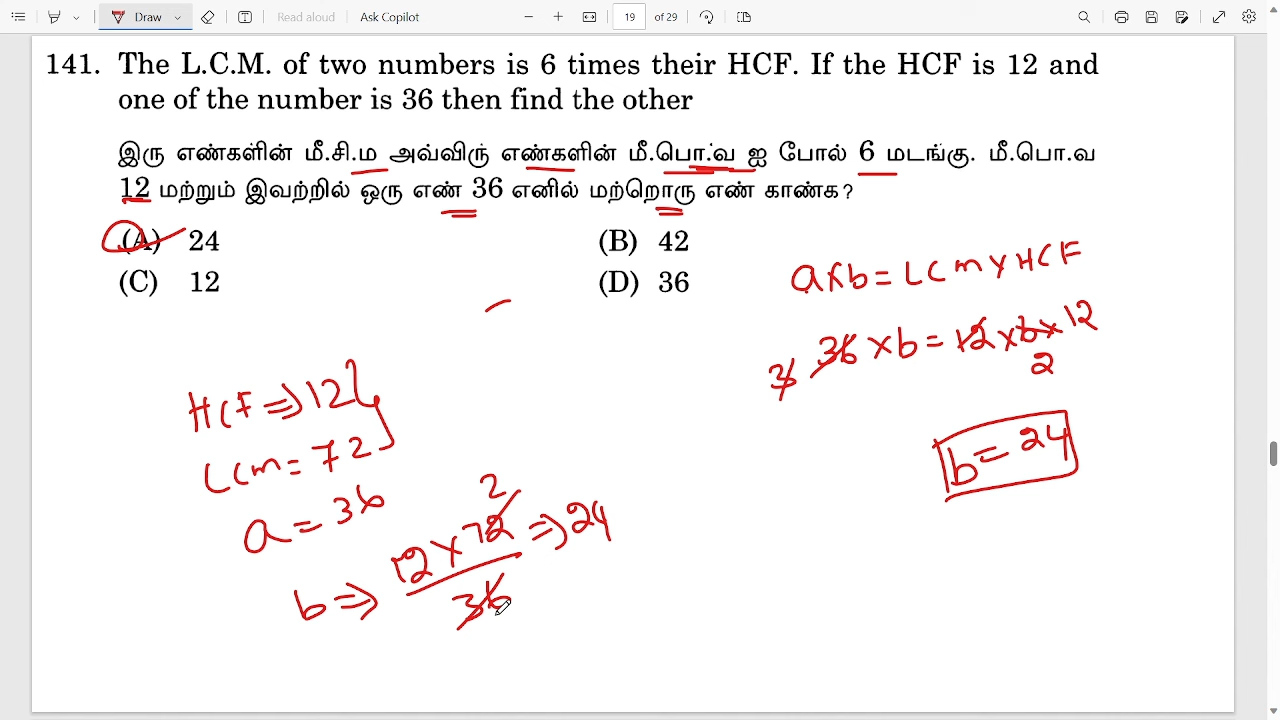 Draw
Read aloud
Ask Copilot
19 of 29
141. The L.C.M. of two numbers is 6 times their HCF. If the HCF is 12 and
one of the number is 36 then find the other
இரு எண்களின் மீ.சி.ம அவ்விரு எண்களின் மீ.பொ.வ ஐ போல் 6 மடங்கு. மீ.பொ.வ
12 மற்றும் இவற்றில் ஒரு எண் 36 எனில் மற்றொரு எண் காண்க?
(A) 24
(B) 42
(C) 12
(D) 36
a×b = LCM × HCF
36 × b = 12 × 6 × 12
3 2
b = 24
HCF ⇒ 12
LCM = 72
a = 36
2
b ⇒ 12 × 72 ⇒ 24
36